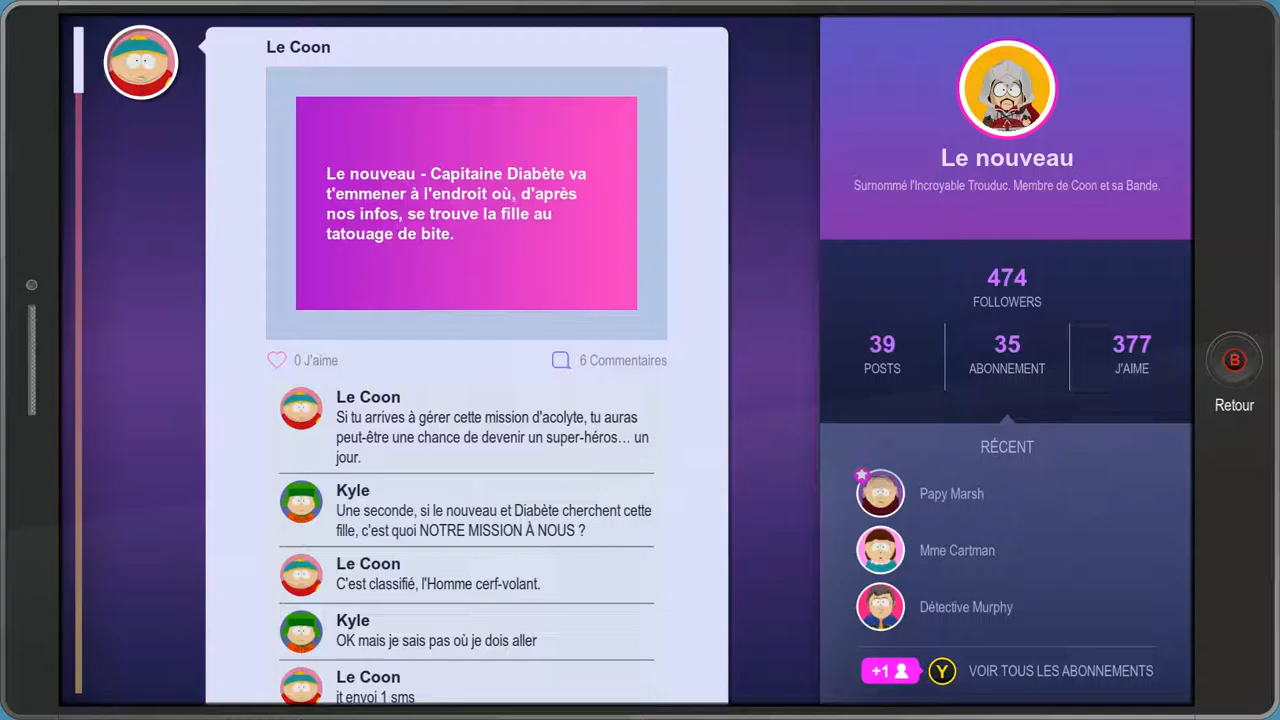 Le Coon
Le nouveau - Capitaine Diabète va
t'emmener à l'endroit où, d'après
nos infos, se trouve la fille au
tatouage de bite.
0 J'aime
6 Commentaires
Le Coon
Si tu arrives à gérer cette mission d'acolyte, tu auras
peut-être une chance de devenir un super-héros… un
jour.
Kyle
Une seconde, si le nouveau et Diabète cherchent cette
fille, c'est quoi NOTRE MISSION À NOUS ?
Le Coon
C'est classifié, l'Homme cerf-volant.
Kyle
OK mais je sais pas où je dois aller
Le Coon
jt envoi 1 sms
Le nouveau
Surnommé l'Incroyable Trouduc. Membre de Coon et sa Bande.
474
FOLLOWERS
39
POSTS
35
ABONNEMENT
377
J'AIME
RÉCENT
Papy Marsh
Mme Cartman
Détective Murphy
+1
Y
VOIR TOUS LES ABONNEMENTS
B
Retour